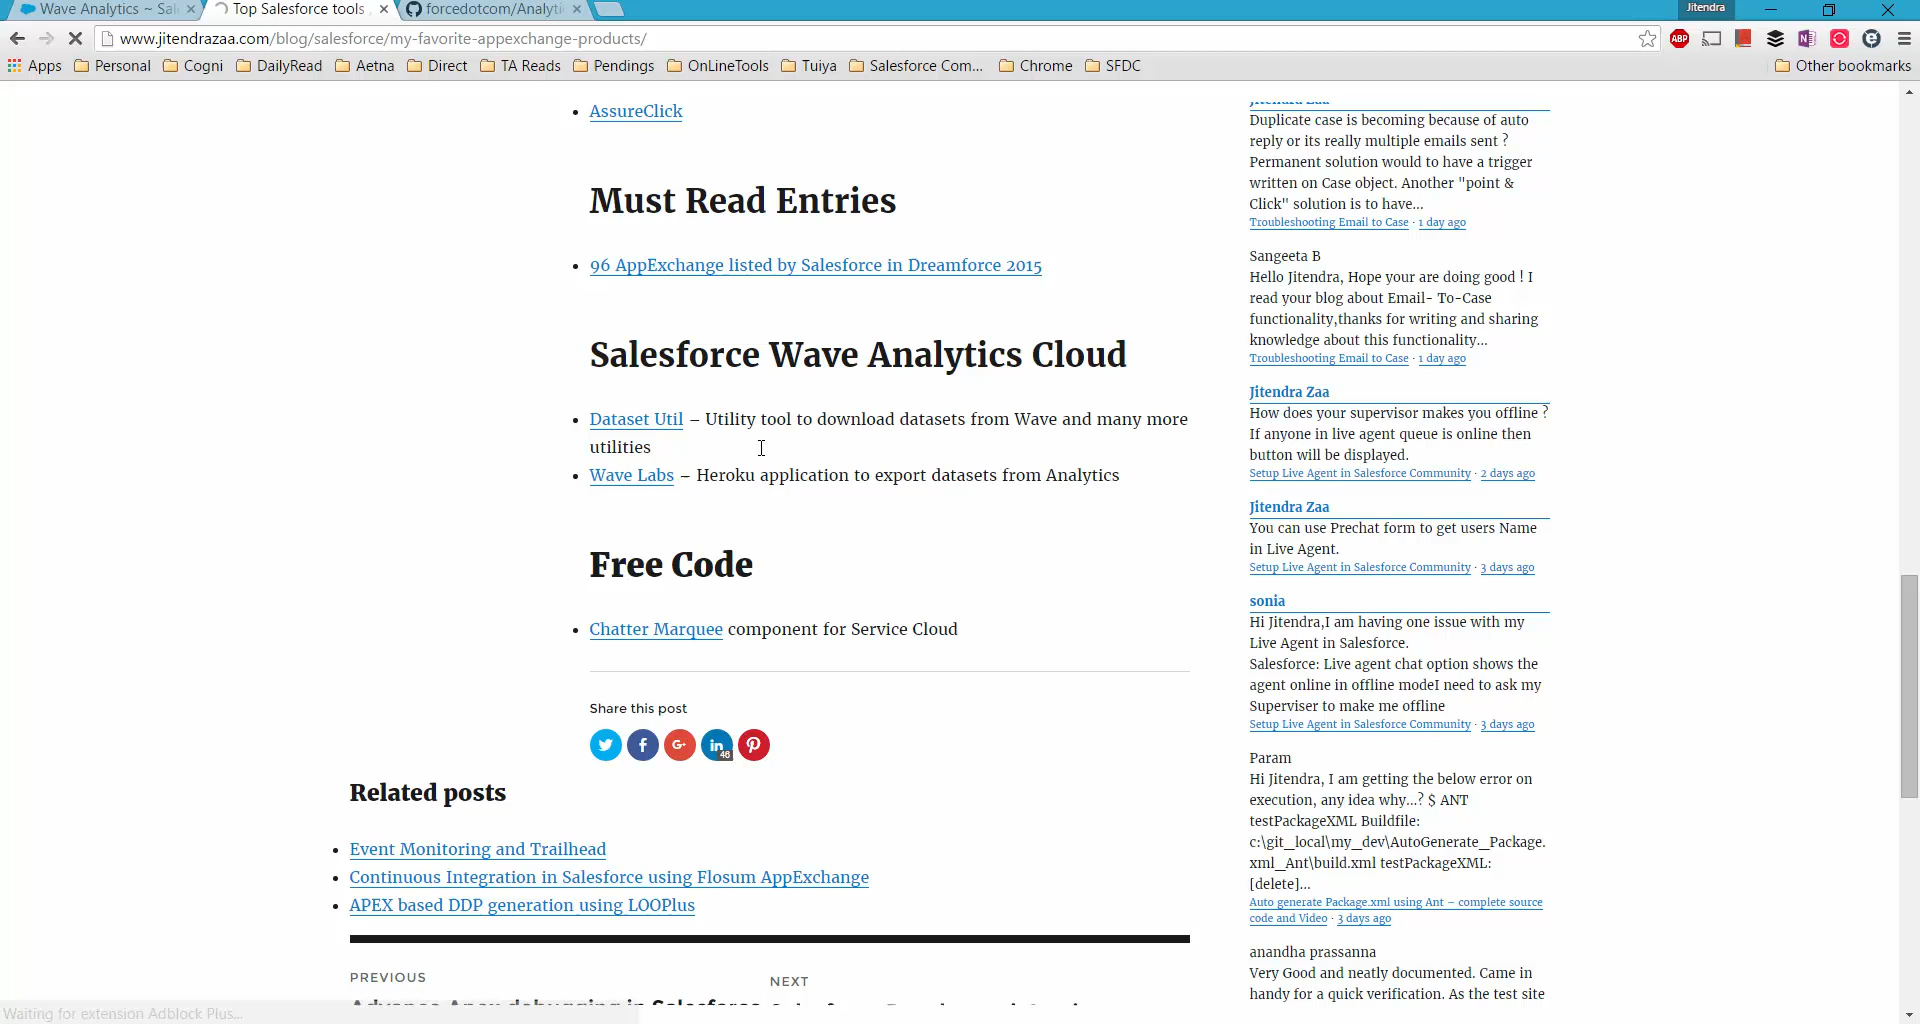 Wave Analytics ~ Sal
Top Salesforce tools
forcedotcom/Analyti
Jitendra
www.jitendrazaa.com/blog/salesforce/my-favorite-appexchange-products/
ABP
Apps Personal Cogni DailyRead Aetna Direct TA Reads Pendings OnLineTools Tuiya Salesforce Com... Chrome SFDC Other bookmarks
AssureClick
Must Read Entries
96 AppExchange listed by Salesforce in Dreamforce 2015
Salesforce Wave Analytics Cloud
Dataset Util – Utility tool to download datasets from Wave and many more
utilities
Wave Labs – Heroku application to export datasets from Analytics
Free Code
Chatter Marquee component for Service Cloud
Share this post
G+
in
46
Related posts
Event Monitoring and Trailhead
Continuous Integration in Salesforce using Flosum AppExchange
APEX based DDP generation using LOOPlus
PREVIOUS
NEXT
Advance Apex debugging in Salesforce
Jitendra Zaa
Duplicate case is becoming because of auto
reply or its really multiple emails sent ?
Permanent solution would to have a trigger
written on Case object. Another "point &
Click" solution is to have...
Troubleshooting Email to Case · 1 day ago
Sangeeta B
Hello Jitendra, Hope your are doing good ! I
read your blog about Email- To-Case
functionality,thanks for writing and sharing
knowledge about this functionality...
Troubleshooting Email to Case · 1 day ago
Jitendra Zaa
How does your supervisor makes you offline ?
If anyone in live agent queue is online then
button will be displayed.
Setup Live Agent in Salesforce Community · 2 days ago
Jitendra Zaa
You can use Prechat form to get users Name
in Live Agent.
Setup Live Agent in Salesforce Community · 3 days ago
sonia
Hi Jitendra,I am having one issue with my
Live Agent in Salesforce.
Salesforce: Live agent chat option shows the
agent online in offline modeI need to ask my
Superviser to make me offline
Setup Live Agent in Salesforce Community · 3 days ago
Param
Hi Jitendra, I am getting the below error on
execution, any idea why...? $ ANT
testPackageXML Buildfile:
c:\git_local\my_dev\AutoGenerate_Package.
xml_Ant\build.xml testPackageXML:
[delete]...
Auto generate Package.xml using Ant – complete source
code and Video · 3 days ago
anandha prassanna
Very Good and neatly documented. Came in
handy for a quick verification. As the test site
Waiting for extension Adblock Plus...